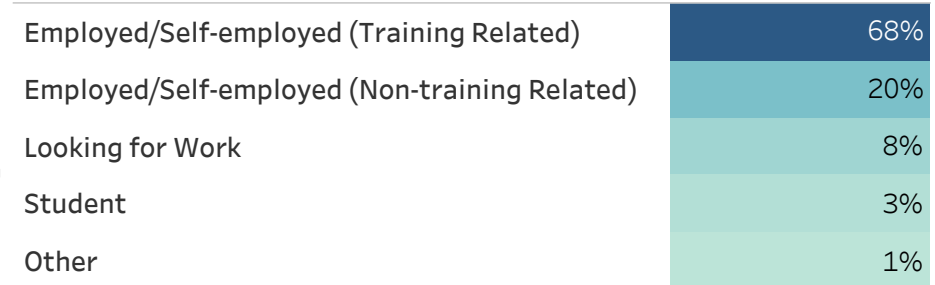 Employed/Self-employed (Training Related) 68%
Employed/Self-employed (Non-training Related) 20%
Looking for Work 8%
Student 3%
Other 1%